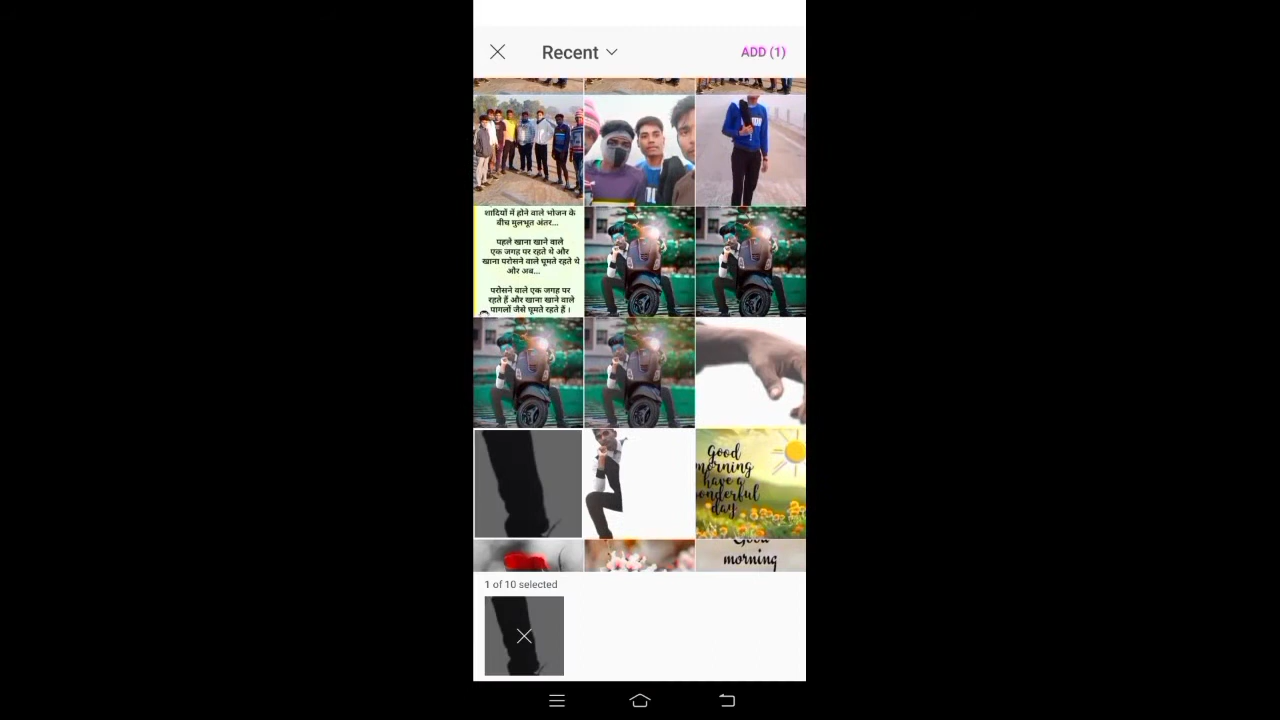 Recent
ADD (1)
शादियों में होने वाले भोजन के
बीच मुलभूत अंतर...
पहले खाना खाने वाले
एक जगह पर रहते थे और
खाना परोसने वाले घूमते रहते थे
और अब...
परोसने वाले एक जगह पर
रहते हैं और खाना खाने वाले
पागलों जैसे घूमते रहते हैं ।
Good
morning
have a
wonderful
day
Good
morning
1 of 10 selected